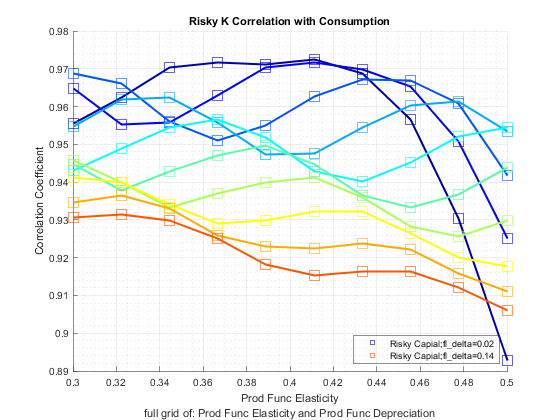 Risky K Correlation with Consumption
0.98
0.97
0.96
0.95
0.94
0.93
0.92
0.91
0.9
0.89
Correlation Coefficient
Risky Capial;fl_delta=0.02
Risky Capial;fl_delta=0.14
0.3 0.32 0.34 0.36 0.38 0.4 0.42 0.44 0.46 0.48 0.5
Prod Func Elasticity
full grid of: Prod Func Elasticity and Prod Func Depreciation